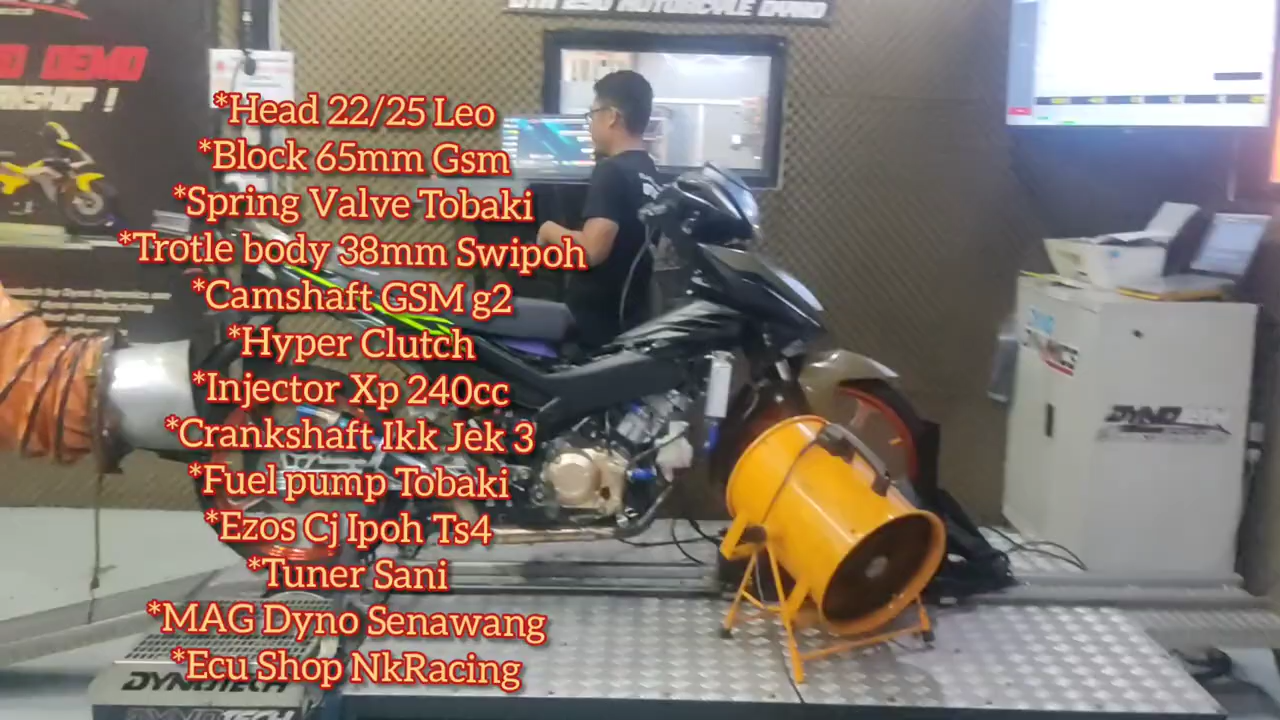 DEMO
*Head 22/25 Leo
*Block 65mm Gsm
*Spring Valve Tobaki
*Trotle body 38mm Swipoh
*Camshaft GSM g2
*Hyper Clutch
*Injector Xp 240cc
*Crankshaft Ikk Jek 3
*Fuel pump Tobaki
*Ezos Cj Ipoh Ts4
*Tuner Sani
*MAG Dyno Senawang
*Ecu Shop NkRacing
DYNOTECH
DYNOTECH